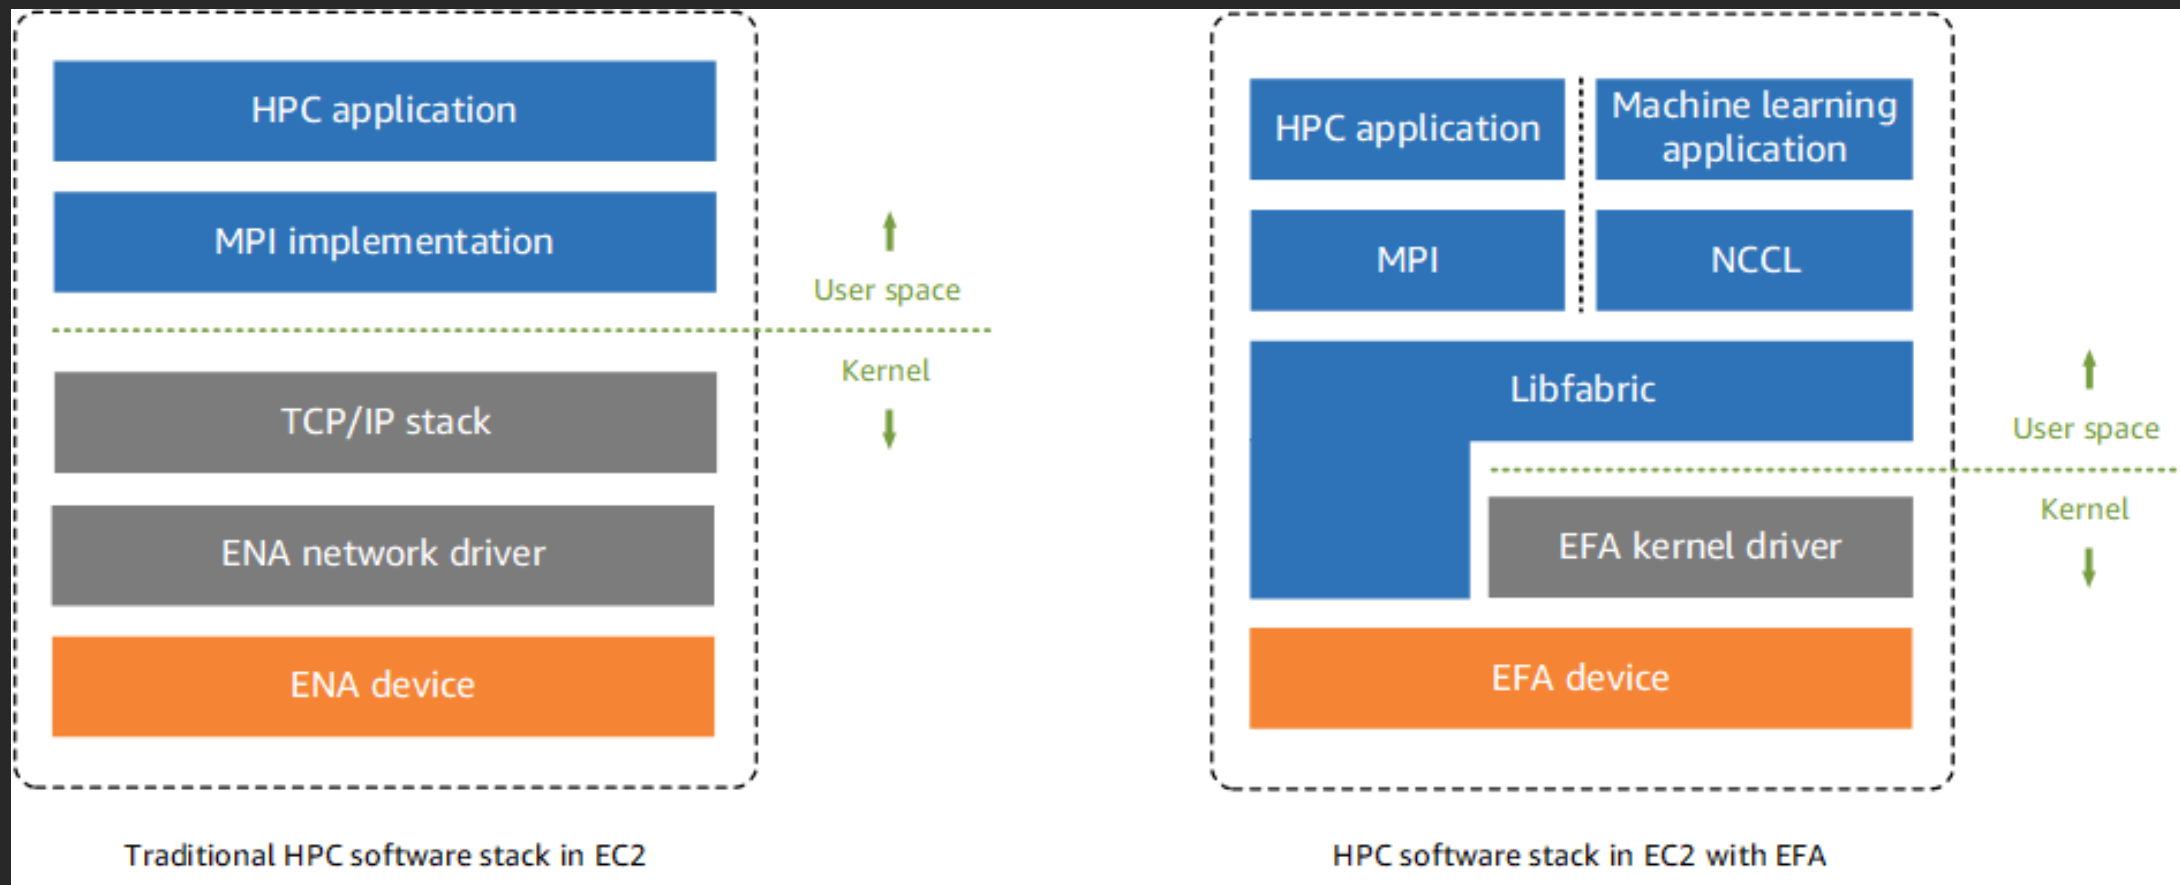 HPC application
MPI implementation
User space
Kernel
TCP/IP stack
ENA network driver
ENA device
Traditional HPC software stack in EC2
HPC application
Machine learning
application
MPI
NCCL
Libfabric
User space
Kernel
EFA kernel driver
EFA device
HPC software stack in EC2 with EFA